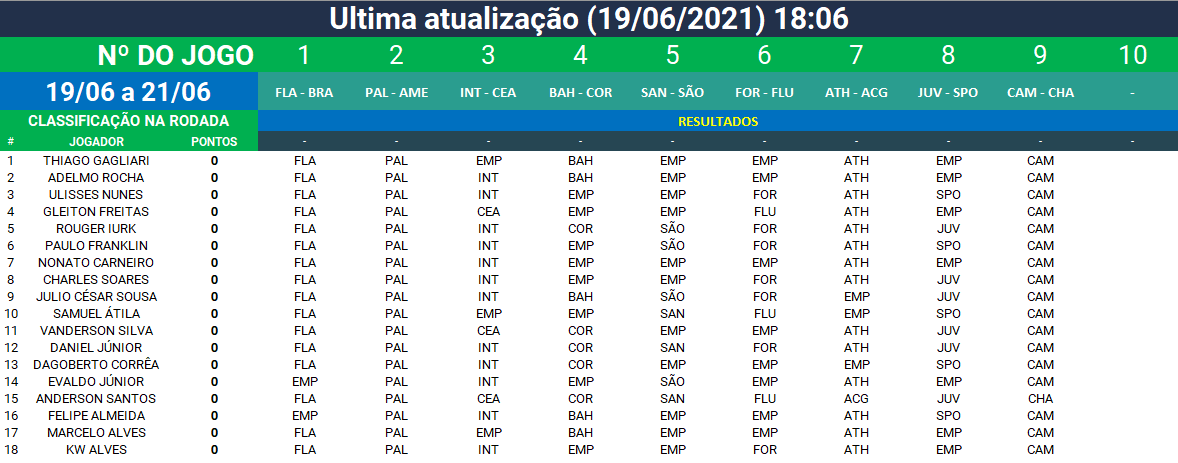 Ultima atualização (19/06/2021) 18:06
Nº DO JOGO 1 2 3 4 5 6 7 8 9 10
19/06 a 21/06 FLA - BRA PAL - AME INT - CEA BAH - COR SAN - SÃO FOR - FLU ATH - ACG JUV - SPO CAM - CHA -
CLASSIFICAÇÃO NA RODADA RESULTADOS
# JOGADOR PONTOS - - - - - - - - - -
1 THIAGO GAGLIARI 0 FLA PAL EMP BAH EMP EMP ATH EMP CAM
2 ADELMO ROCHA 0 FLA PAL INT BAH EMP EMP ATH EMP CAM
3 ULISSES NUNES 0 FLA PAL INT EMP EMP FOR ATH SPO CAM
4 GLEITON FREITAS 0 FLA PAL CEA EMP EMP FLU ATH EMP CAM
5 ROUGER IURK 0 FLA PAL INT COR SÃO FOR ATH JUV CAM
6 PAULO FRANKLIN 0 FLA PAL INT EMP SÃO FOR ATH SPO CAM
7 NONATO CARNEIRO 0 FLA PAL INT EMP EMP EMP ATH EMP CAM
8 CHARLES SOARES 0 FLA PAL INT EMP EMP FOR ATH JUV CAM
9 JULIO CÉSAR SOUSA 0 FLA PAL INT BAH SÃO FOR EMP JUV CAM
10 SAMUEL ÁTILA 0 FLA PAL EMP EMP SAN FLU EMP SPO CAM
11 VANDERSON SILVA 0 FLA PAL CEA COR EMP EMP ATH JUV CAM
12 DANIEL JÚNIOR 0 FLA PAL INT COR SAN FOR ATH JUV CAM
13 DAGOBERTO CORRÊA 0 FLA PAL INT COR EMP EMP EMP SPO CAM
14 EVALDO JÚNIOR 0 EMP PAL INT EMP SÃO EMP ATH EMP CAM
15 ANDERSON SANTOS 0 FLA PAL CEA COR SAN FLU ACG JUV CHA
16 FELIPE ALMEIDA 0 EMP PAL INT BAH EMP EMP ATH SPO CAM
17 MARCELO ALVES 0 FLA PAL EMP BAH EMP EMP ATH EMP CAM
18 KW ALVES 0 FLA PAL INT EMP EMP FOR ATH EMP CAM